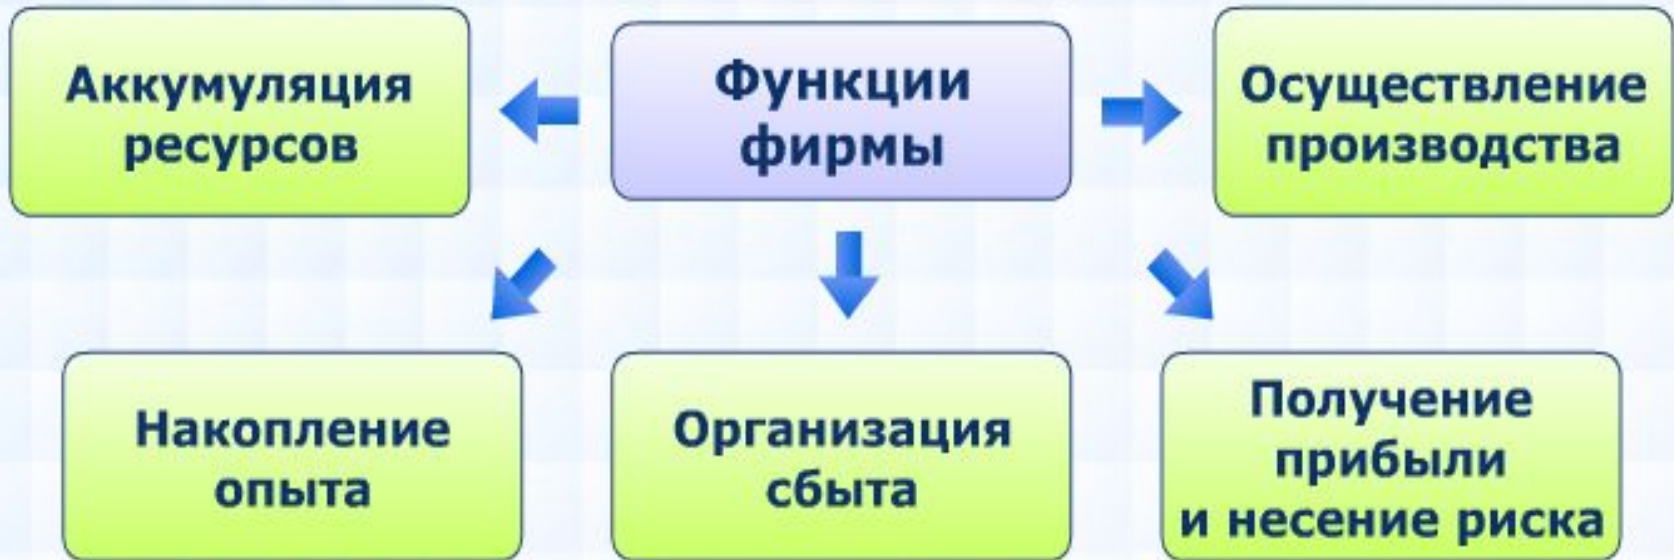 Аккумуляция
ресурсов
Функции
фирмы
Осуществление
производства
Накопление
опыта
Организация
сбыта
Получение
прибыли
и несение риска